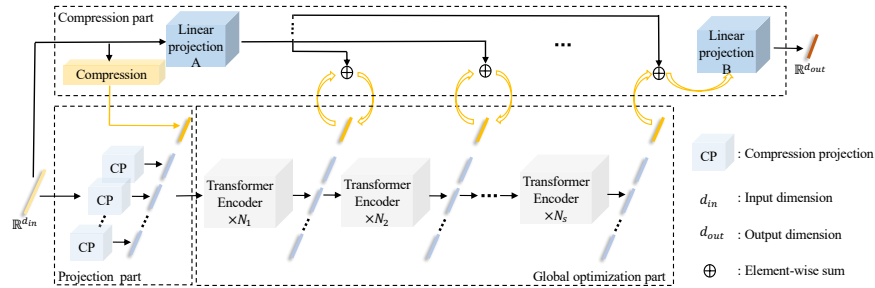 Compression part
Linear
projection
A
Compression
...
Linear
projection
B
ℝ^{d_{out}}
CP
CP
CP
ℝ^{d_{in}}
Transformer
Encoder
×N_1
Transformer
Encoder
×N_2
Transformer
Encoder
×N_s
Projection part
Global optimization part
CP : Compression projection
d_{in} : Input dimension
d_{out} : Output dimension
⊕ : Element-wise sum